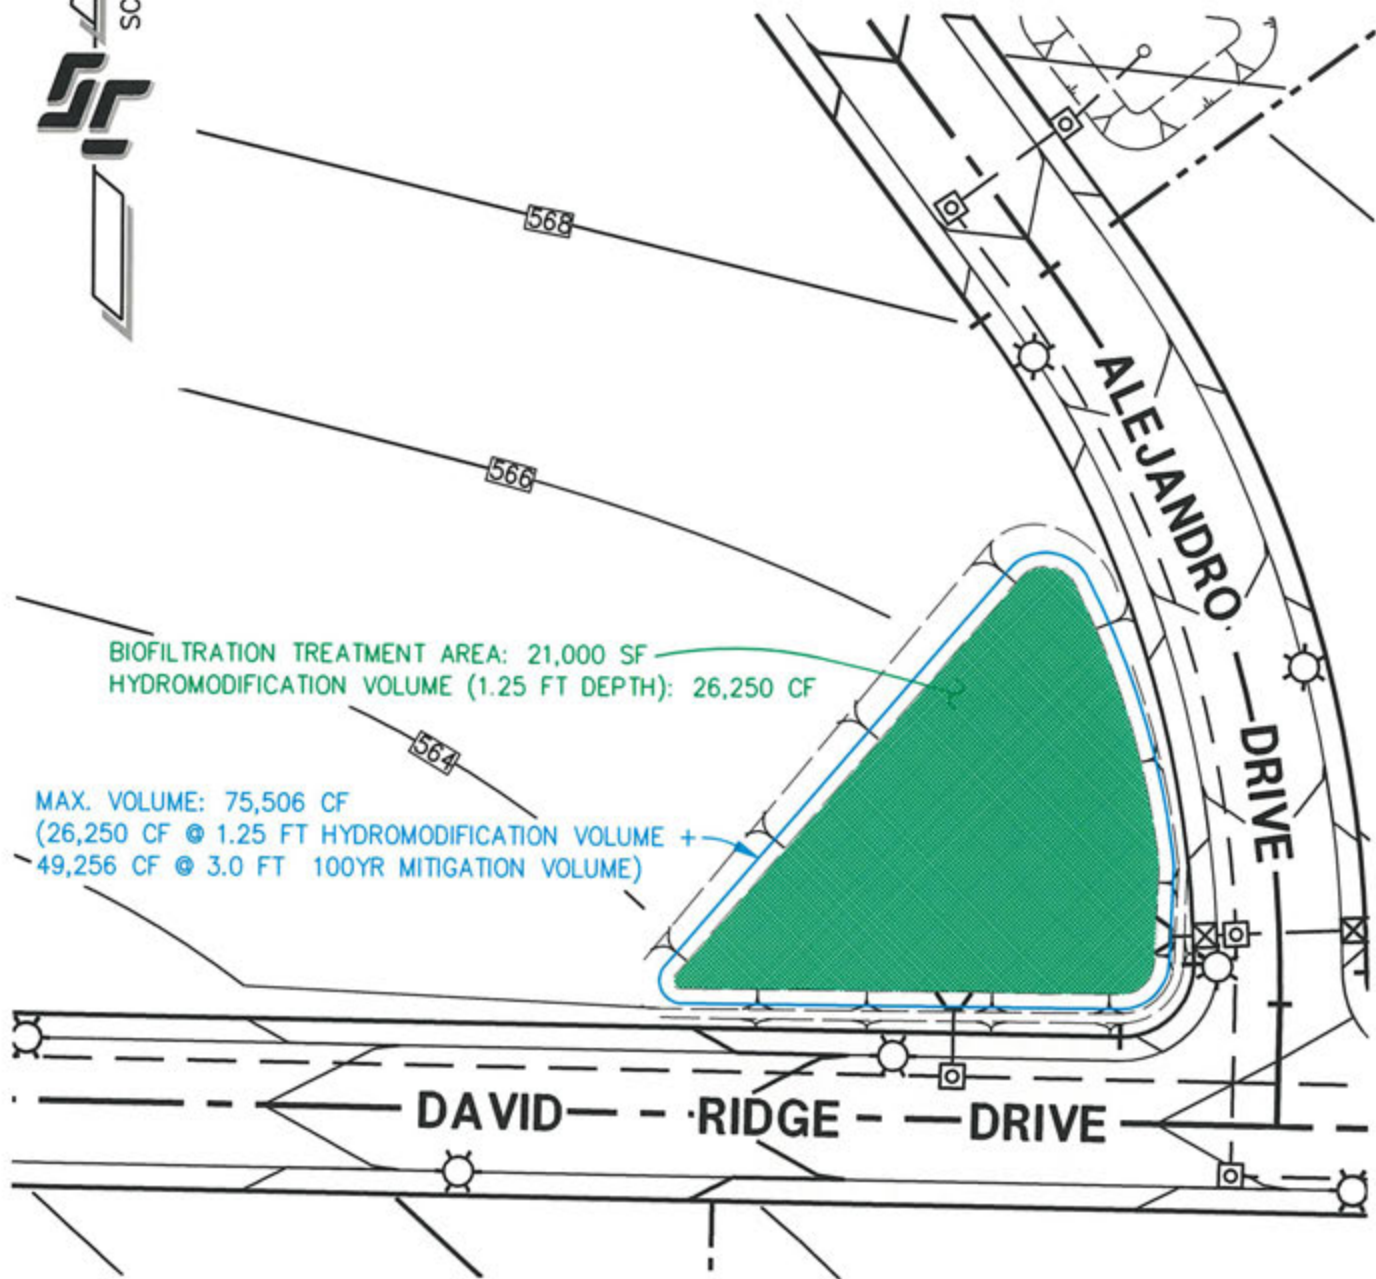 SC
568
566
BIOFILTRATION TREATMENT AREA: 21,000 SF
HYDROMODIFICATION VOLUME (1.25 FT DEPTH): 26,250 CF
564
MAX. VOLUME: 75,506 CF
(26,250 CF @ 1.25 FT HYDROMODIFICATION VOLUME +
49,256 CF @ 3.0 FT 100YR MITIGATION VOLUME)
ALEJANDRO DRIVE
DAVID RIDGE DRIVE